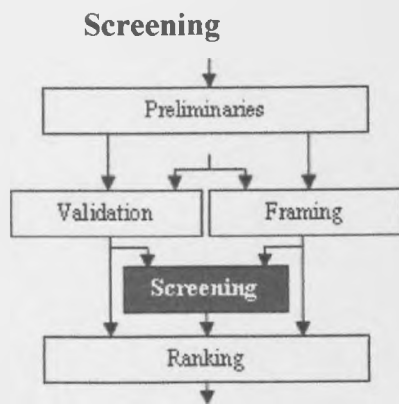 Screening
Preliminaries
Validation
Framing
Screening
Ranking